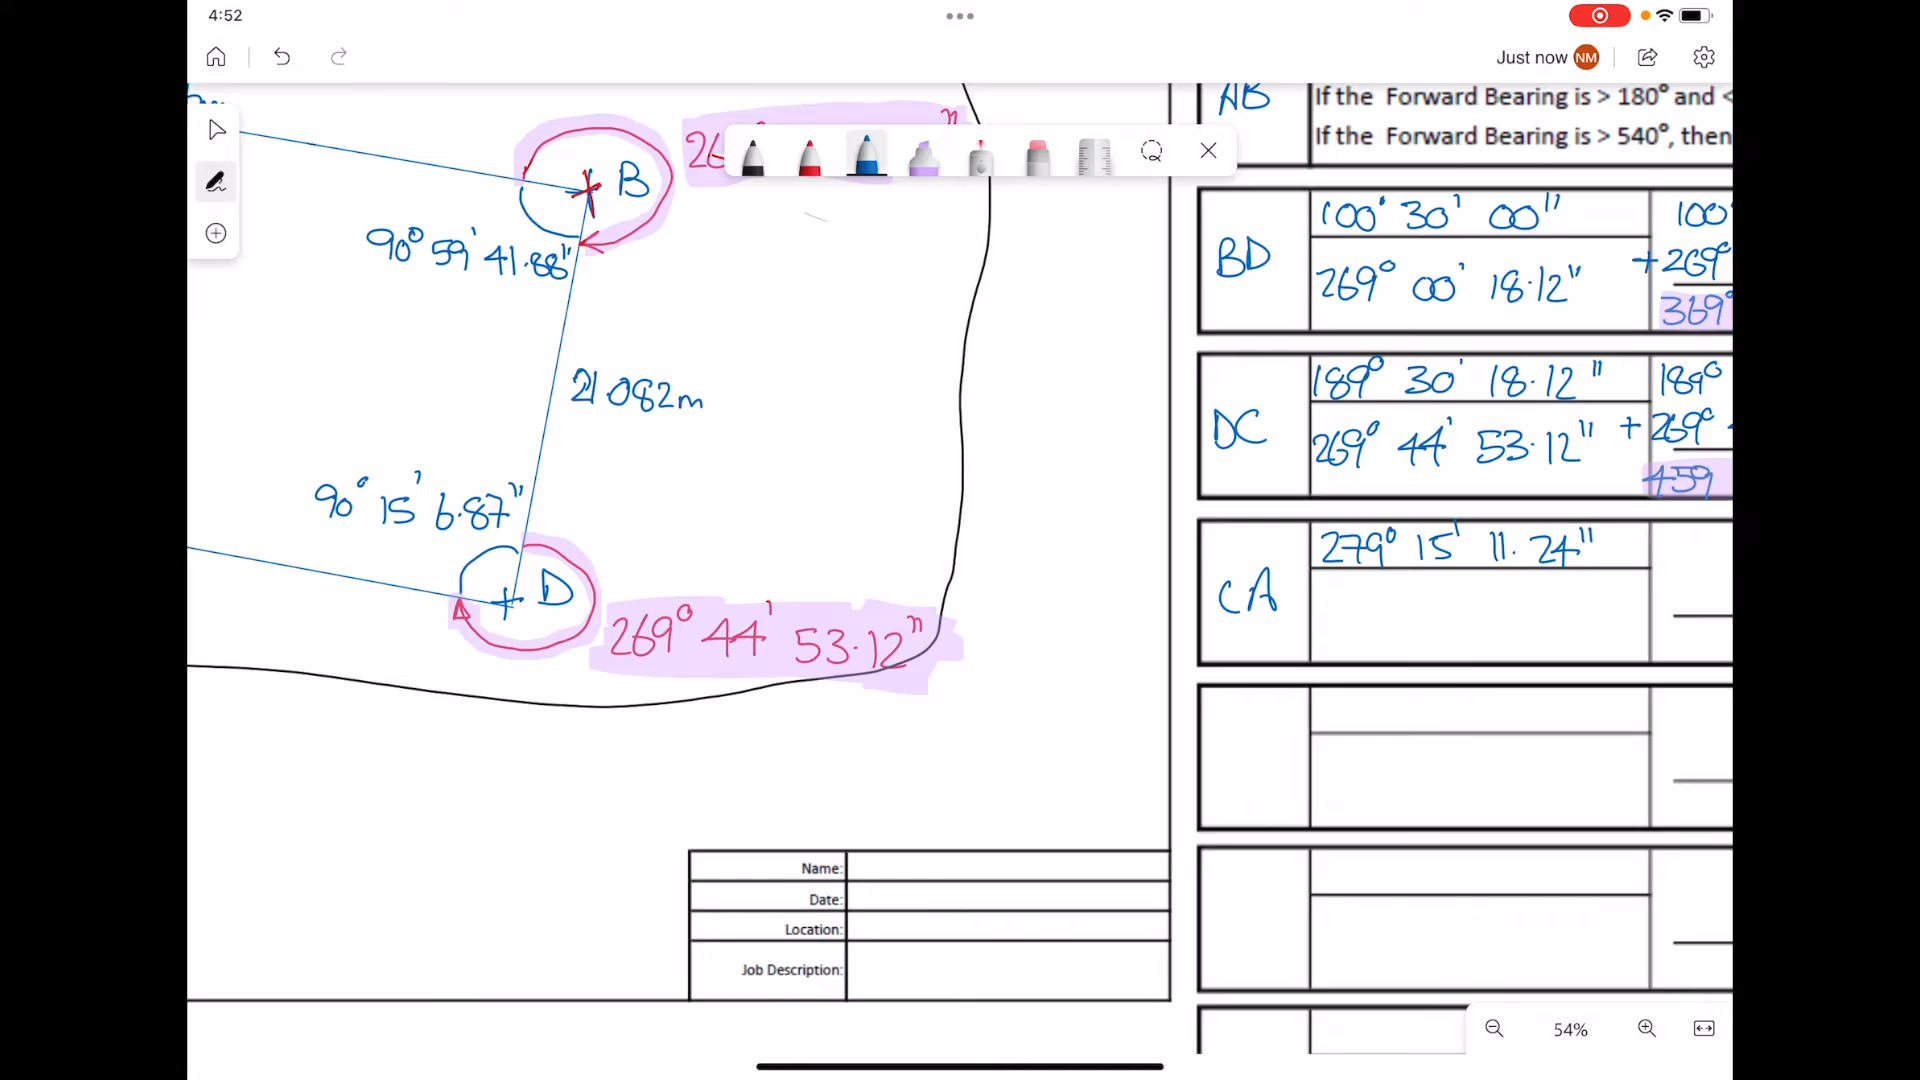 4:52
Just now NM
AB
If the Forward Bearing is > 180° and <
If the Forward Bearing is > 540°, then
B
90° 59' 41.88"
21.082m
90° 15' 6.87"
D
269° 44' 53.12"
BD
100° 30' 00"
269° 00' 18.12"
100
+269°
369°
DC
189° 30' 18.12"
269° 44' 53.12"
189°
+269°
459
CA
279° 15' 11.24"
Name:
Date:
Location:
Job Description:
54%